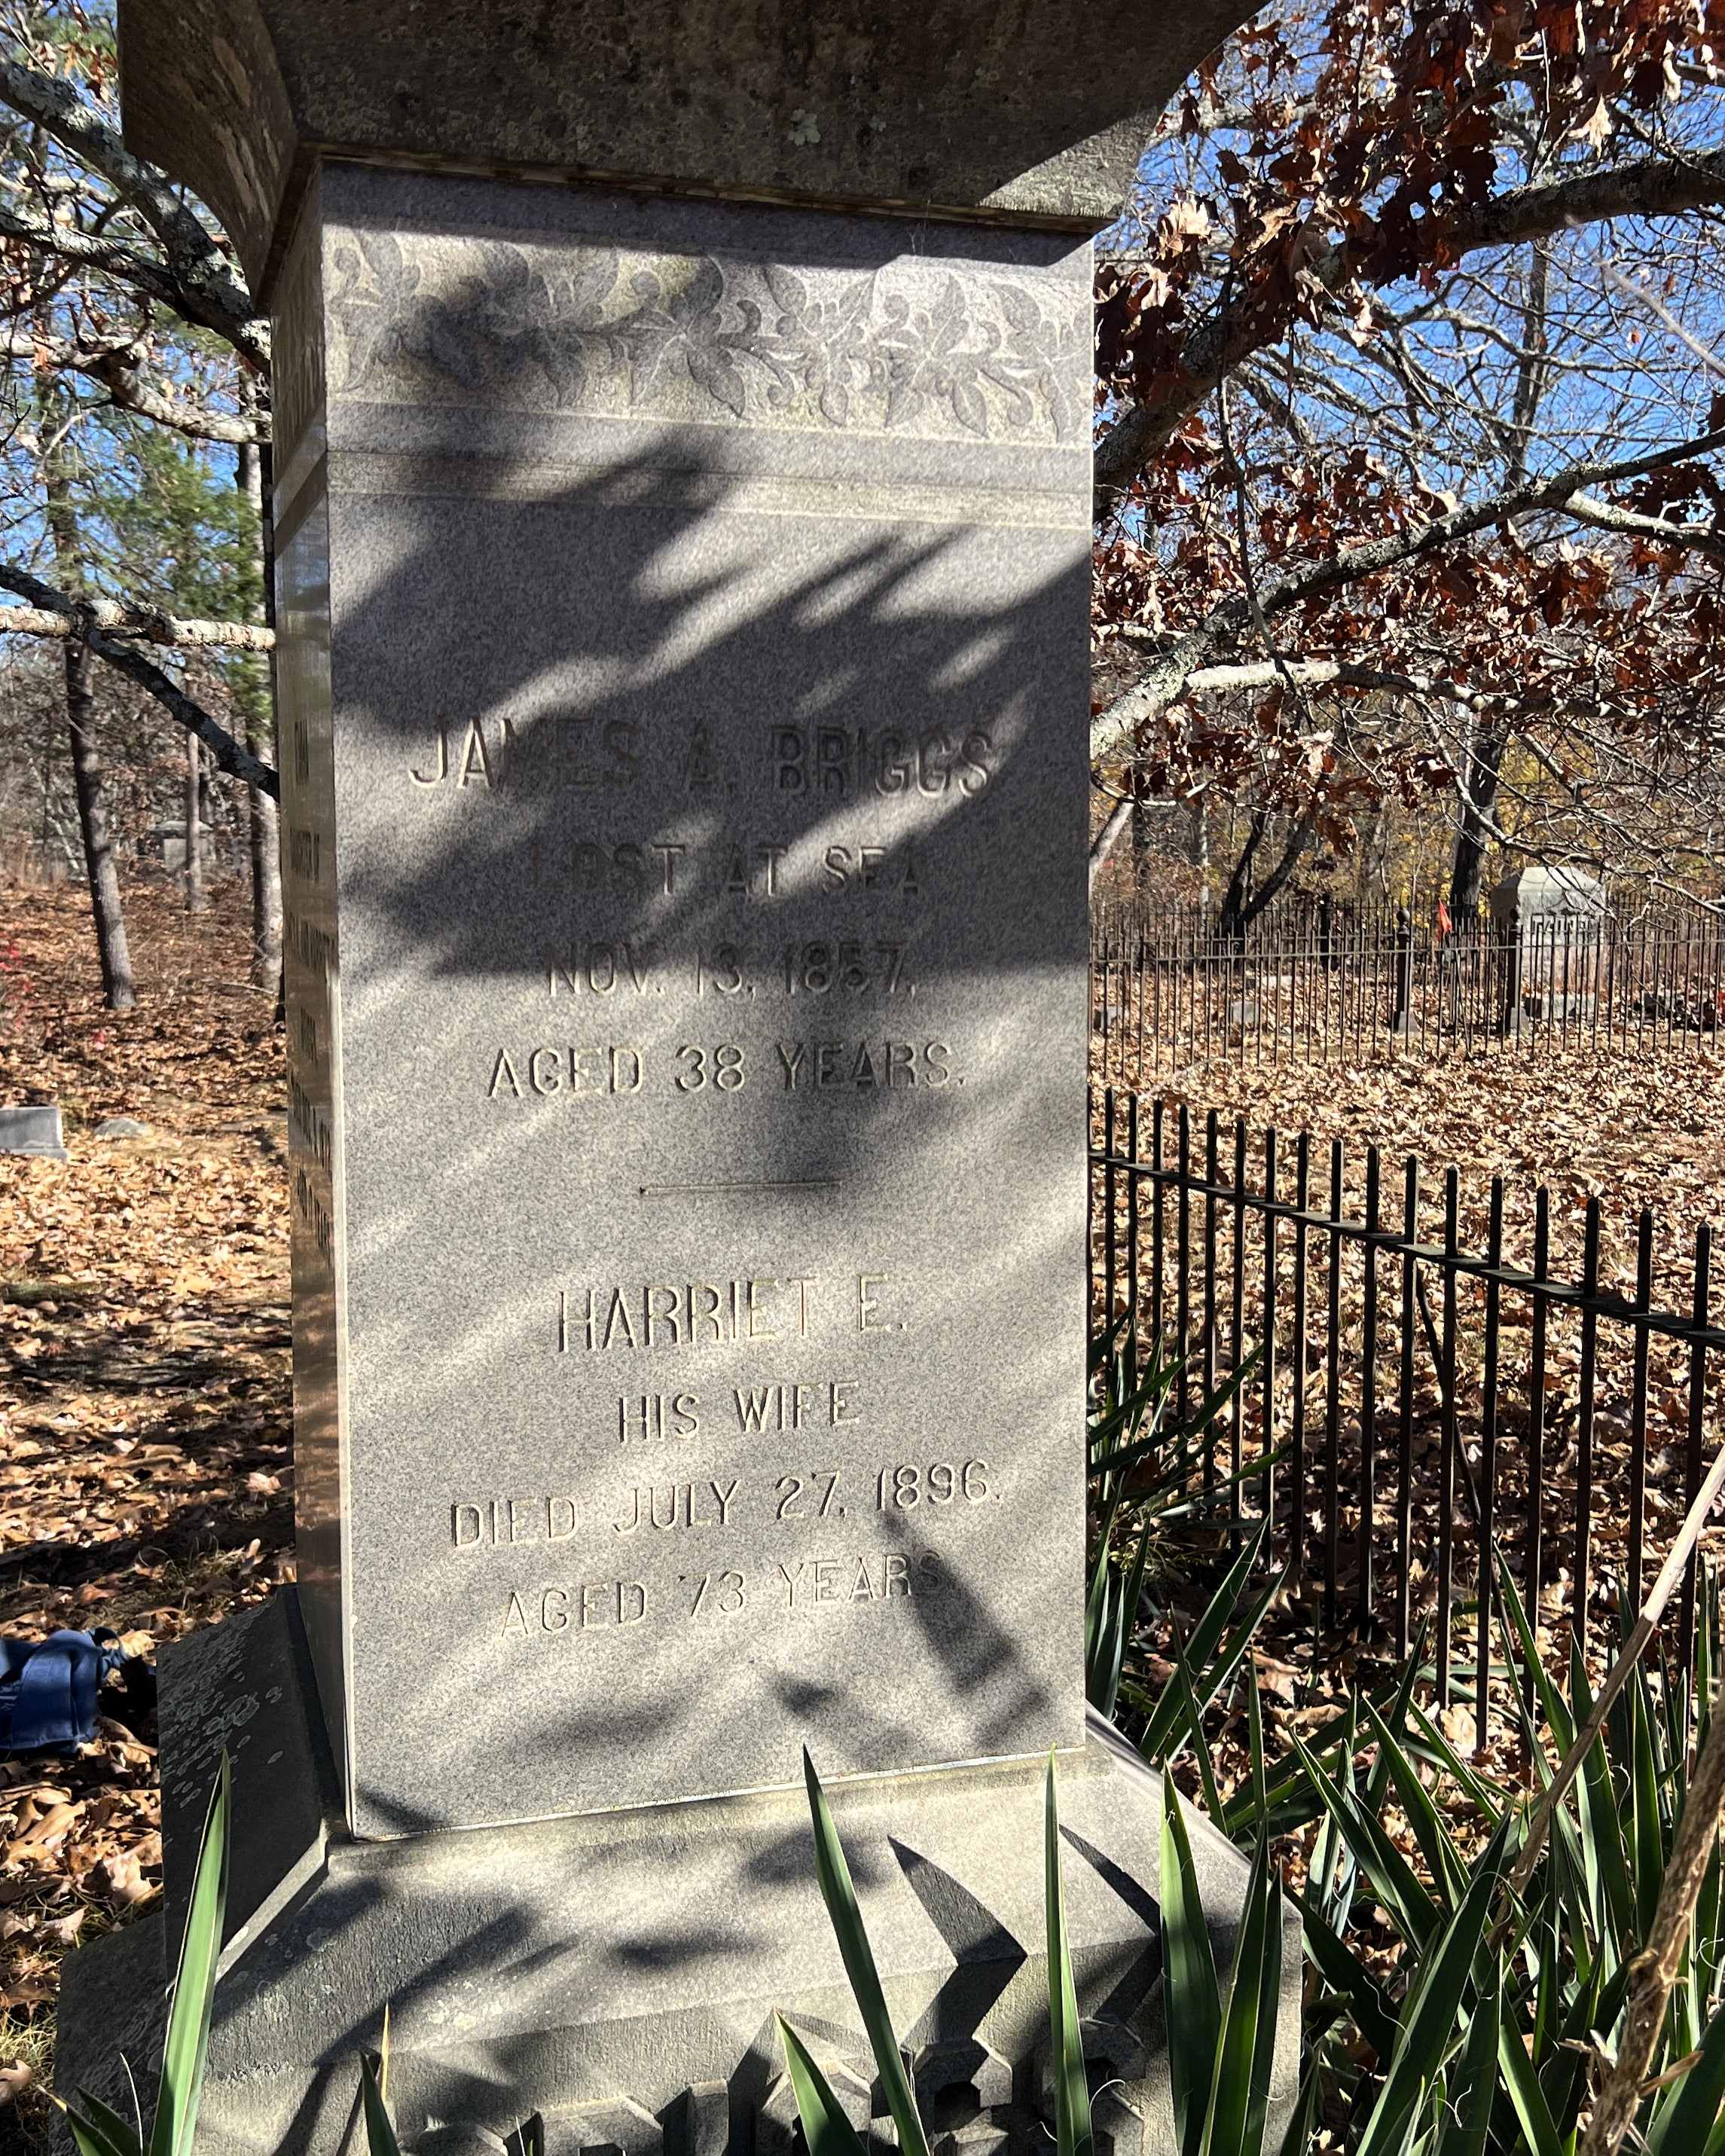 JAMES A. BRIGGS
LOST AT SEA
NOV. 13, 1857,
AGED 38 YEARS.
HARRIET E.
HIS WIFE
DIED JULY 27, 1896.
AGED 73 YEARS.